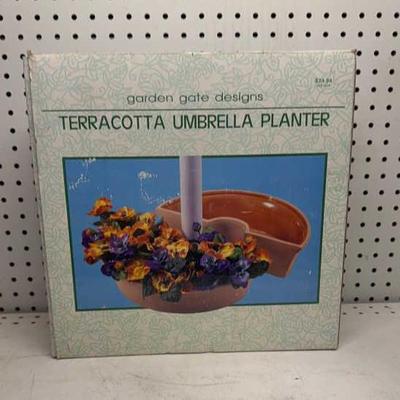 garden gate designs
TERRACOTTA UMBRELLA PLANTER